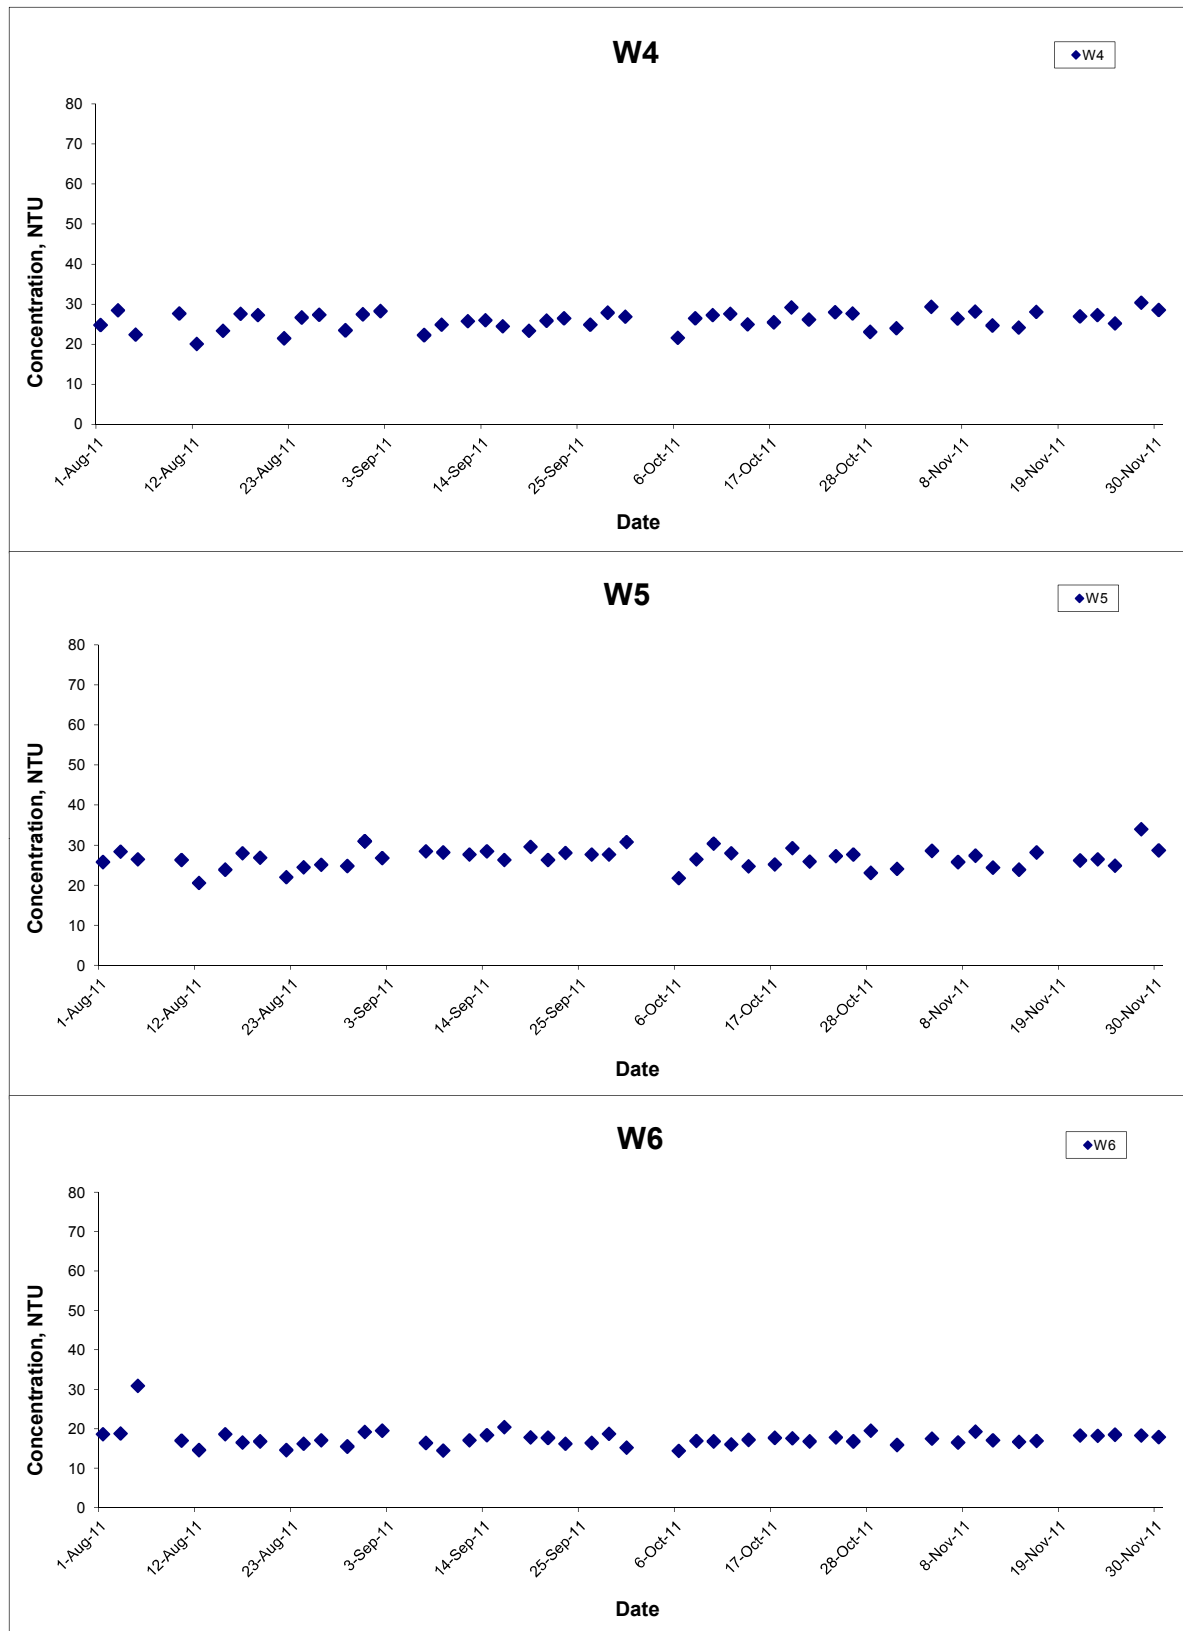 W4
W4
80
70
60
50
40
30
20
10
0
Concentration, NTU
1-Aug-11 12-Aug-11 23-Aug-11 3-Sep-11 14-Sep-11 25-Sep-11 6-Oct-11 17-Oct-11 28-Oct-11 8-Nov-11 19-Nov-11 30-Nov-11
Date
W5
W5
80
70
60
50
40
30
20
10
0
Concentration, NTU
1-Aug-11 12-Aug-11 23-Aug-11 3-Sep-11 14-Sep-11 25-Sep-11 6-Oct-11 17-Oct-11 28-Oct-11 8-Nov-11 19-Nov-11 30-Nov-11
Date
W6
W6
80
70
60
50
40
30
20
10
0
Concentration, NTU
1-Aug-11 12-Aug-11 23-Aug-11 3-Sep-11 14-Sep-11 25-Sep-11 6-Oct-11 17-Oct-11 28-Oct-11 8-Nov-11 19-Nov-11 30-Nov-11
Date